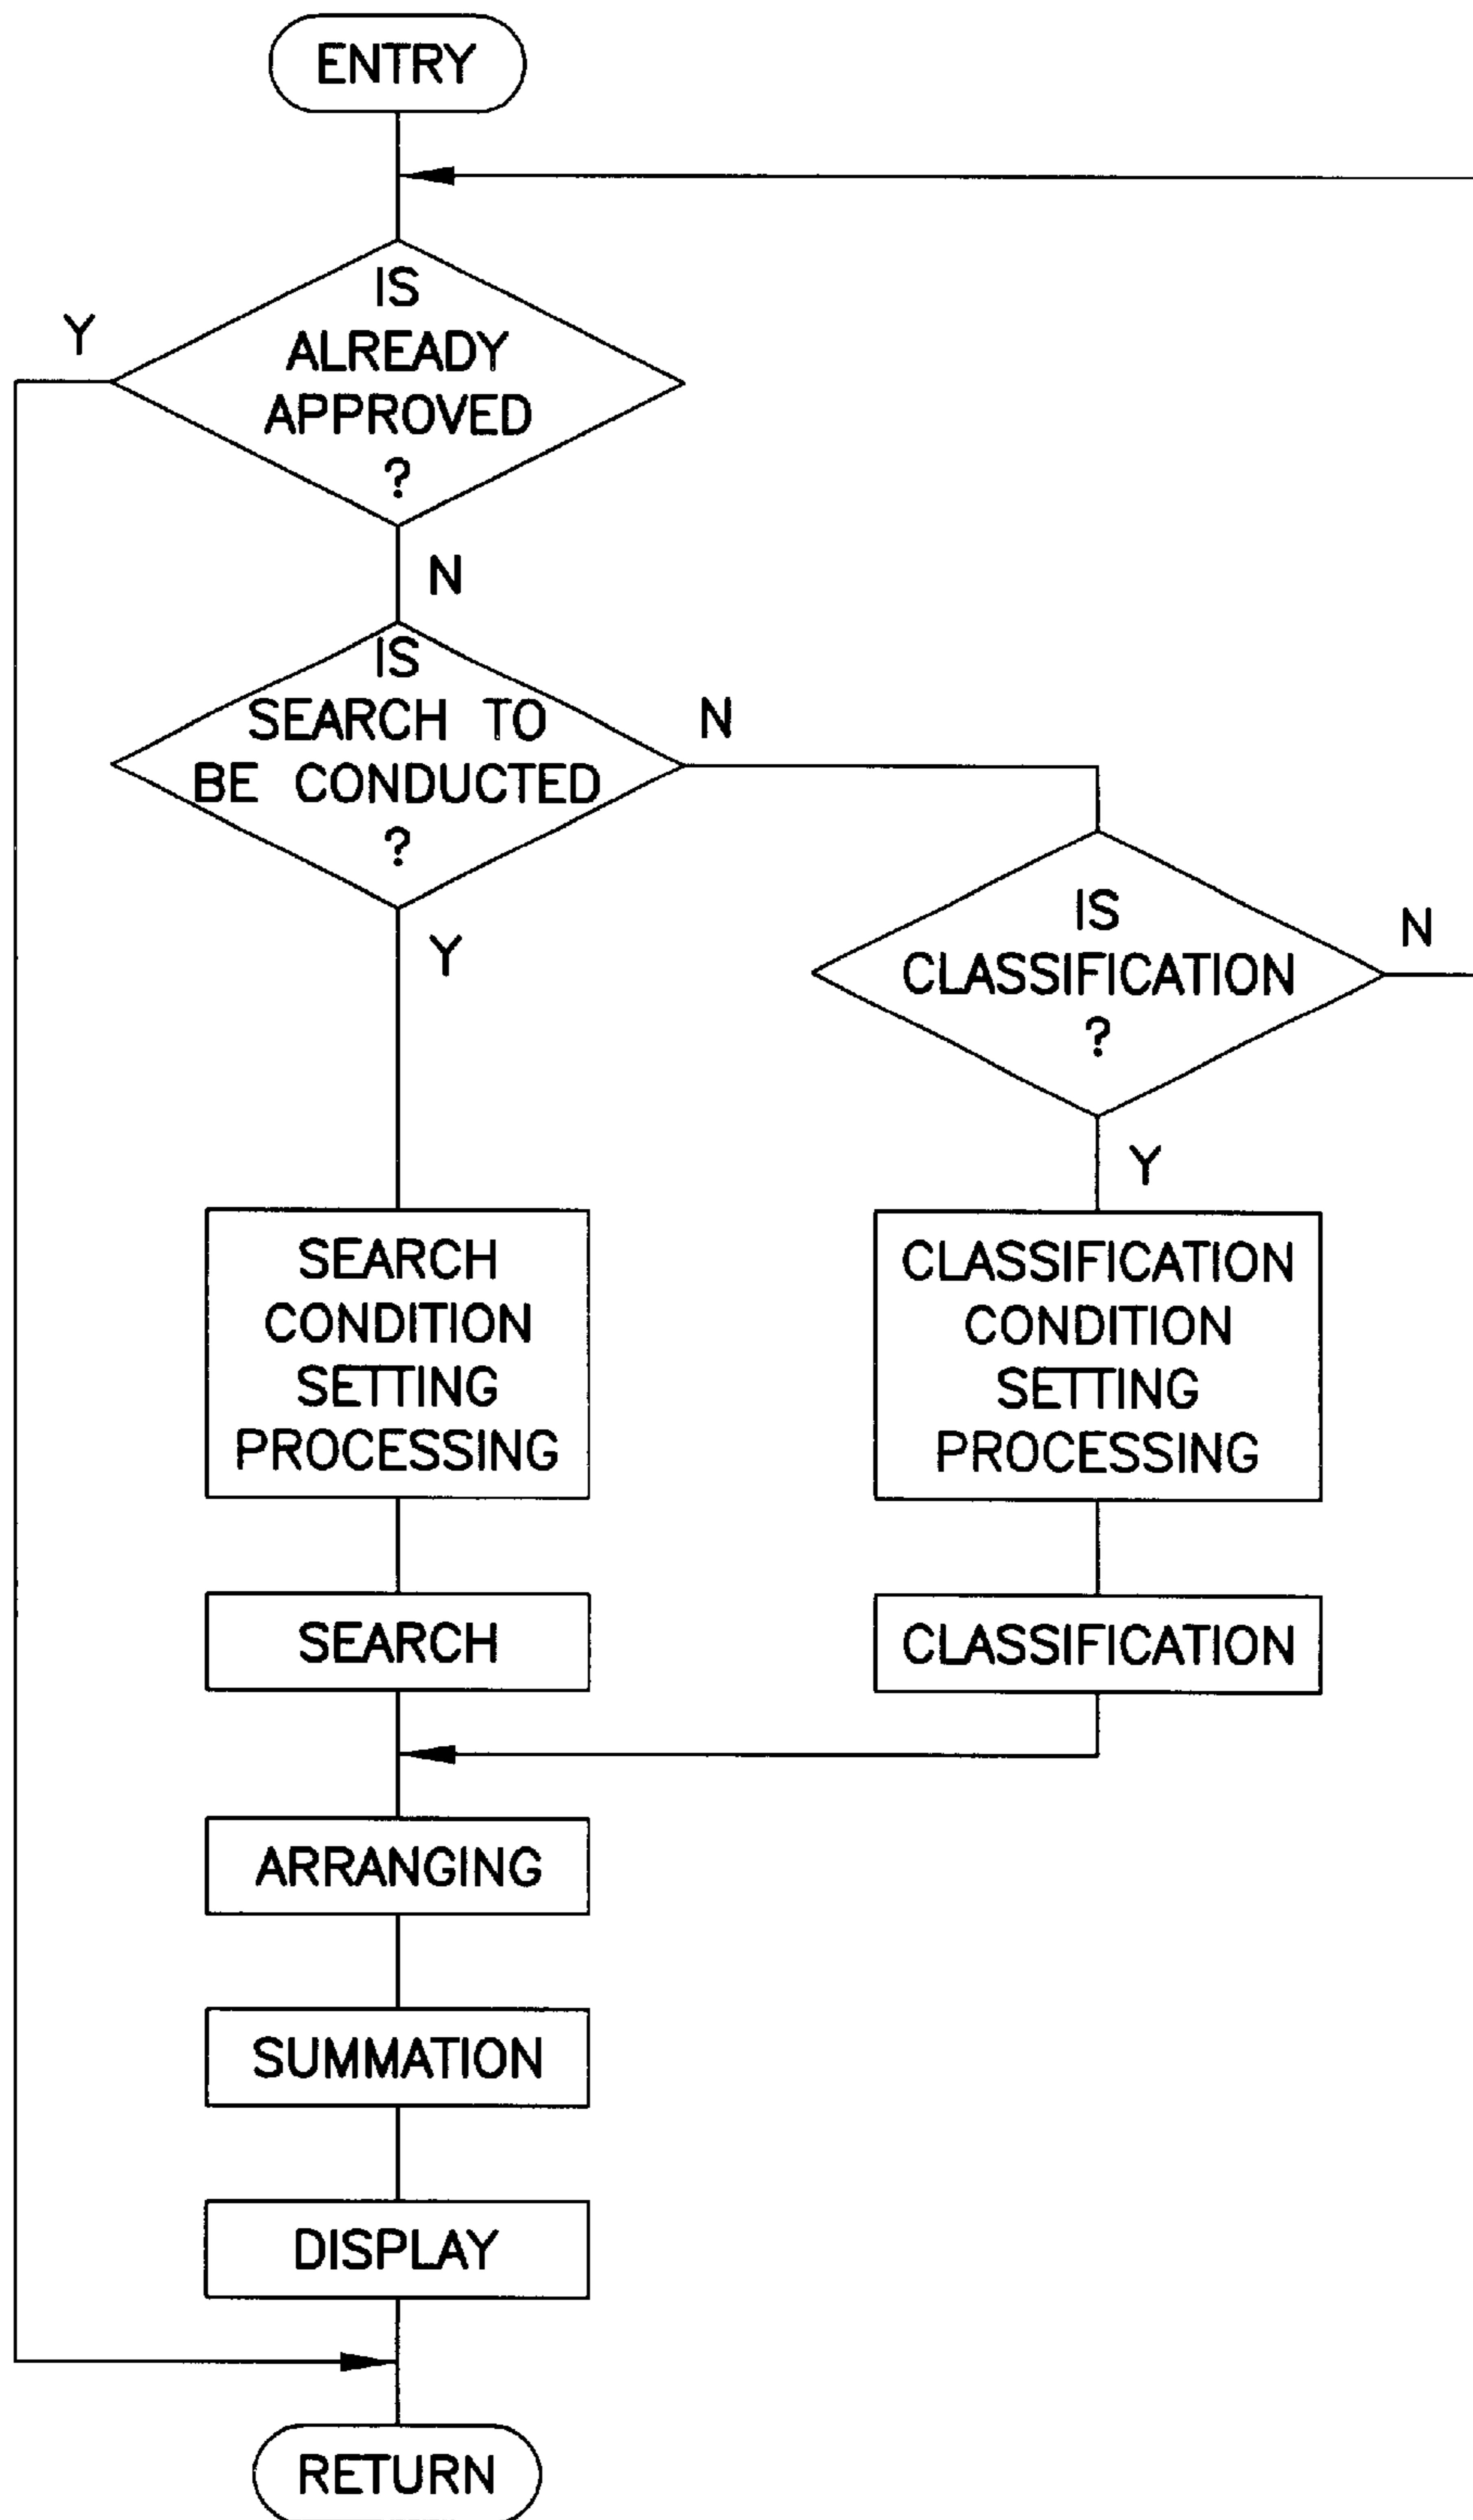 ENTRY
IS
ALREADY
APPROVED
?
Y
N
IS
SEARCH TO
BE CONDUCTED
?
N
Y
IS
CLASSIFICATION
?
N
Y
SEARCH
CONDITION
SETTING
PROCESSING
CLASSIFICATION
CONDITION
SETTING
PROCESSING
SEARCH
CLASSIFICATION
ARRANGING
SUMMATION
DISPLAY
RETURN